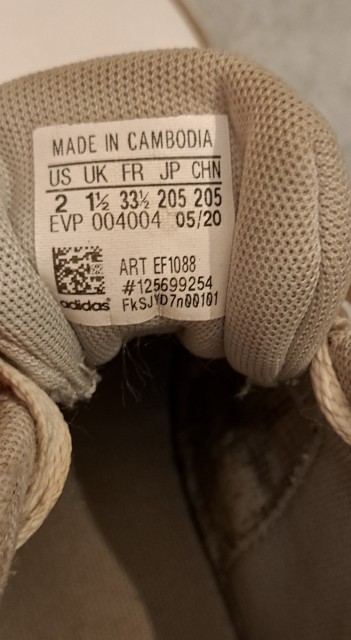 MADE IN CAMBODIA
US UK FR JP CHN
2 1½ 33½ 205 205
EVP 004004 05/20
ART EF1088
#125699254
adidas FkSJYD7n00101